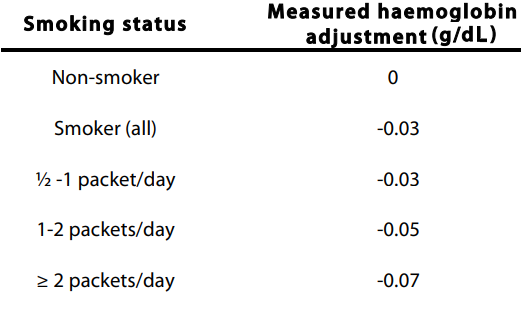 Smoking status Measured haemoglobin
adjustment (g/dL)
Non-smoker 0
Smoker (all) -0.03
½ -1 packet/day -0.03
1-2 packets/day -0.05
≥ 2 packets/day -0.07